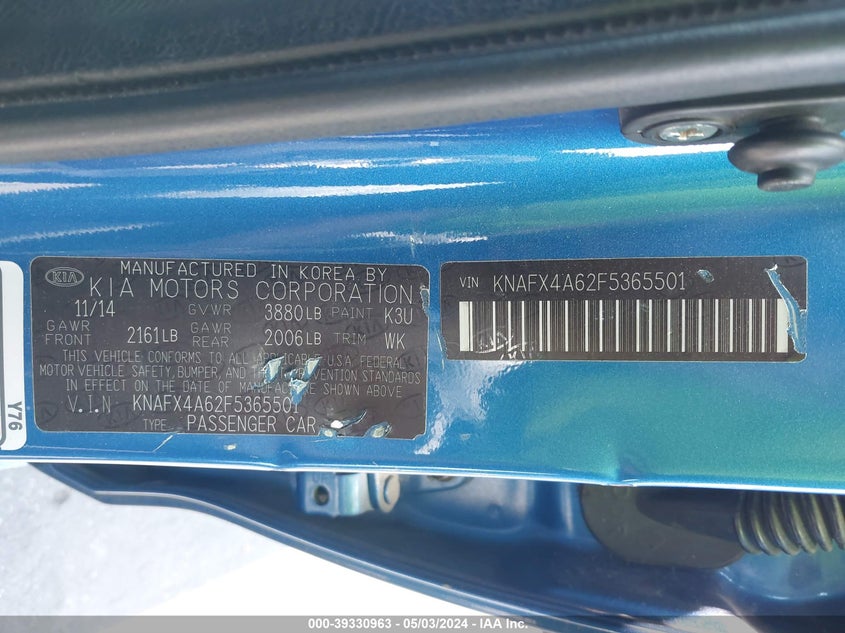 KIA
MANUFACTURED IN KOREA BY
KIA MOTORS CORPORATION
11/14 GVWR 3880LB PAINT K3U
GAWR FRONT 2161LB GAWR REAR 2006LB TRIM WK
THIS VEHICLE CONFORMS TO ALL APPLICABLE U.S.A. FEDERAL
MOTOR VEHICLE SAFETY, BUMPER, AND THEFT PREVENTION STANDARDS
IN EFFECT ON THE DATE OF MANUFACTURE SHOWN ABOVE
V.I.N. KNAFX4A62F5365501
TYPE PASSENGER CAR
VIN KNAFX4A62F5365501
Y76
000-39330963 - 05/03/2024 - IAA Inc.